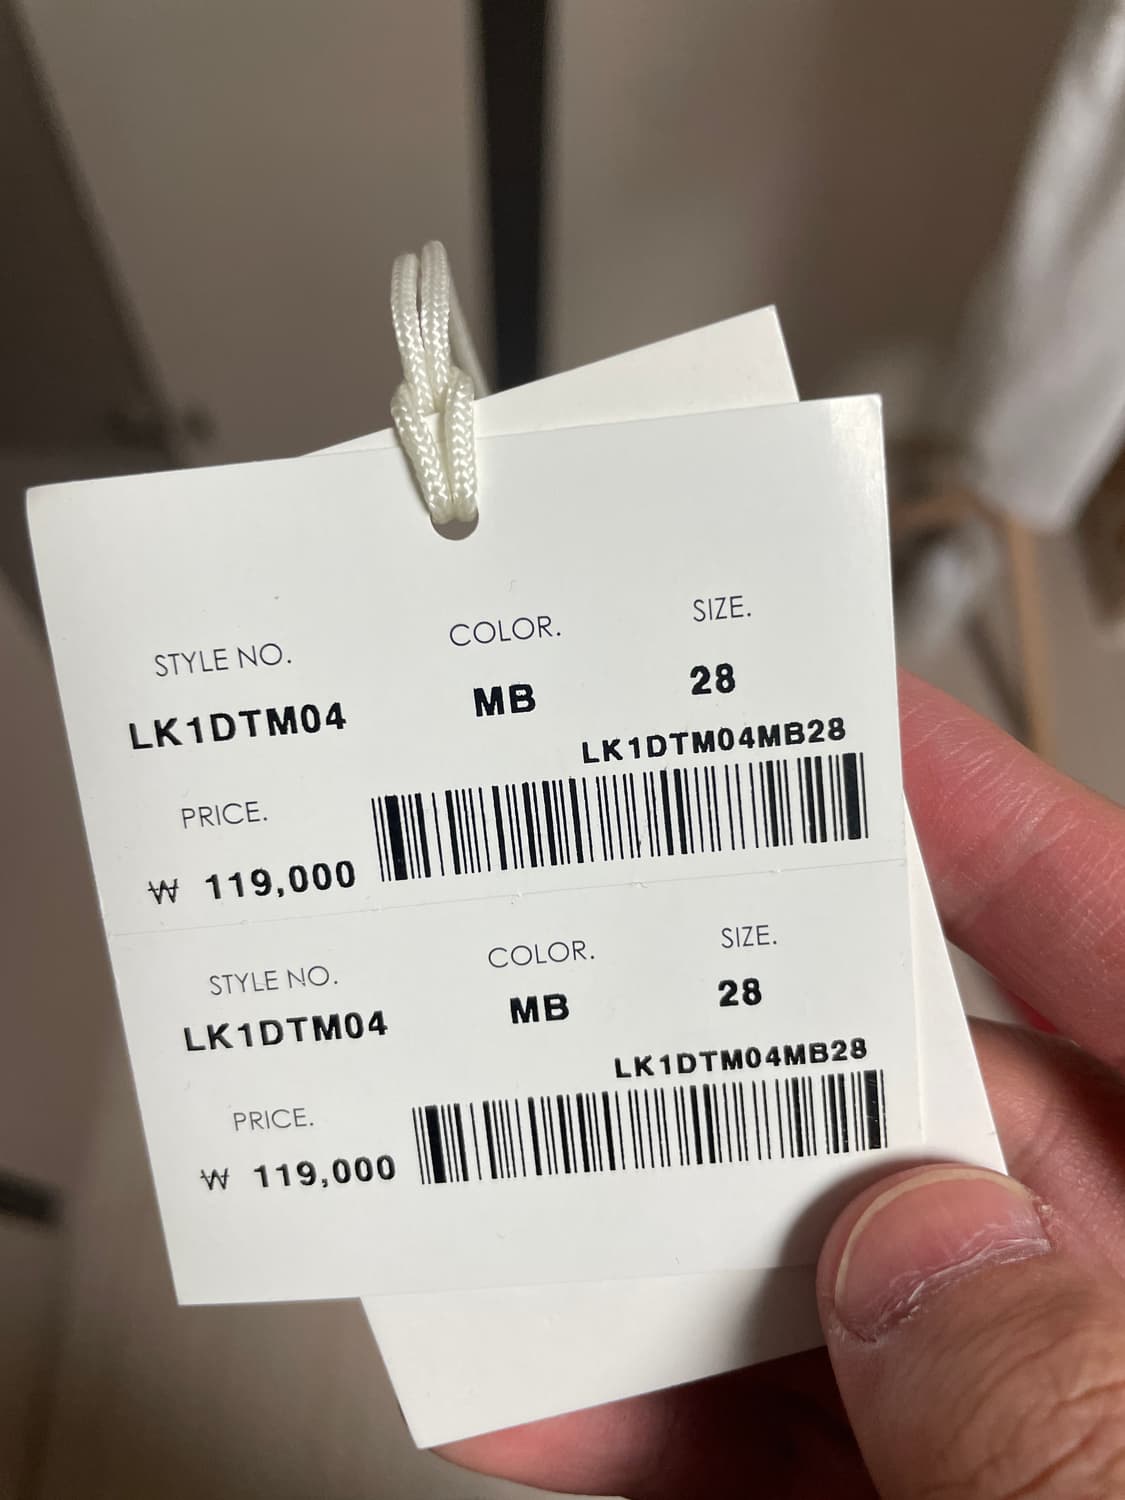 STYLE NO. COLOR. SIZE.
LK1DTM04 MB 28
LK1DTM04MB28
PRICE.
₩ 119,000
STYLE NO. COLOR. SIZE.
LK1DTM04 MB 28
LK1DTM04MB28
PRICE.
₩ 119,000